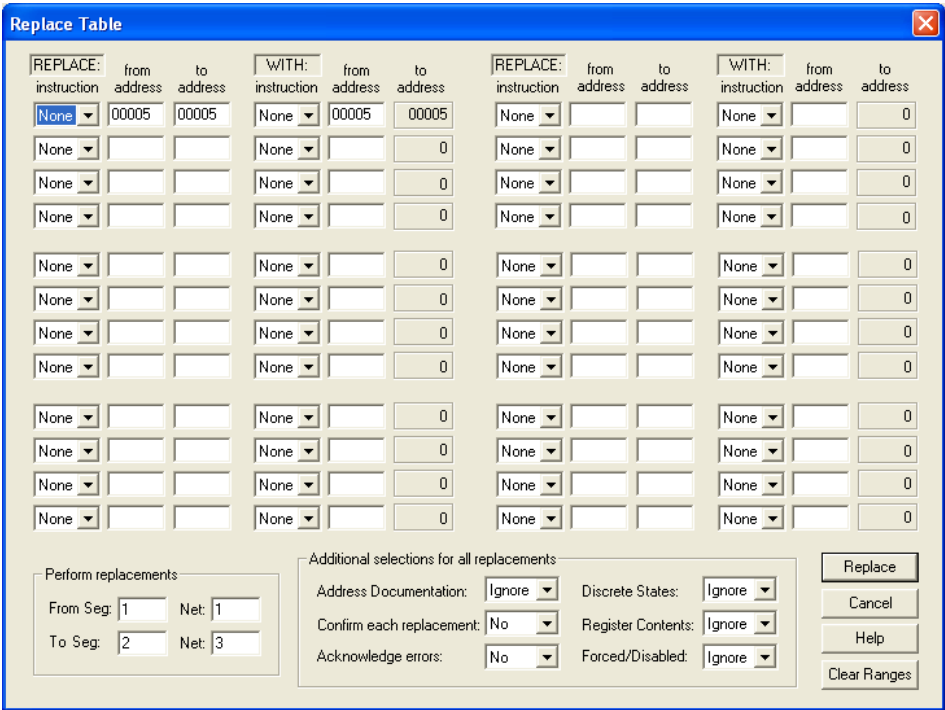 Replace Table
REPLACE: from to WITH: from to REPLACE: from to WITH: from to
instruction address address instruction address address instruction address address instruction address address
None 00005 00005 None 00005 00005 None None 0
None None 0 None None 0
None None 0 None None 0
None None 0 None None 0
None None 0 None None 0
None None 0 None None 0
None None 0 None None 0
None None 0 None None 0
None None 0 None None 0
None None 0 None None 0
None None 0 None None 0
None None 0 None None 0
Perform replacements
From Seg: 1 Net: 1
To Seg: 2 Net: 3
Additional selections for all replacements
Address Documentation: Ignore Discrete States: Ignore
Confirm each replacement: No Register Contents: Ignore
Acknowledge errors: No Forced/Disabled: Ignore
Replace
Cancel
Help
Clear Ranges